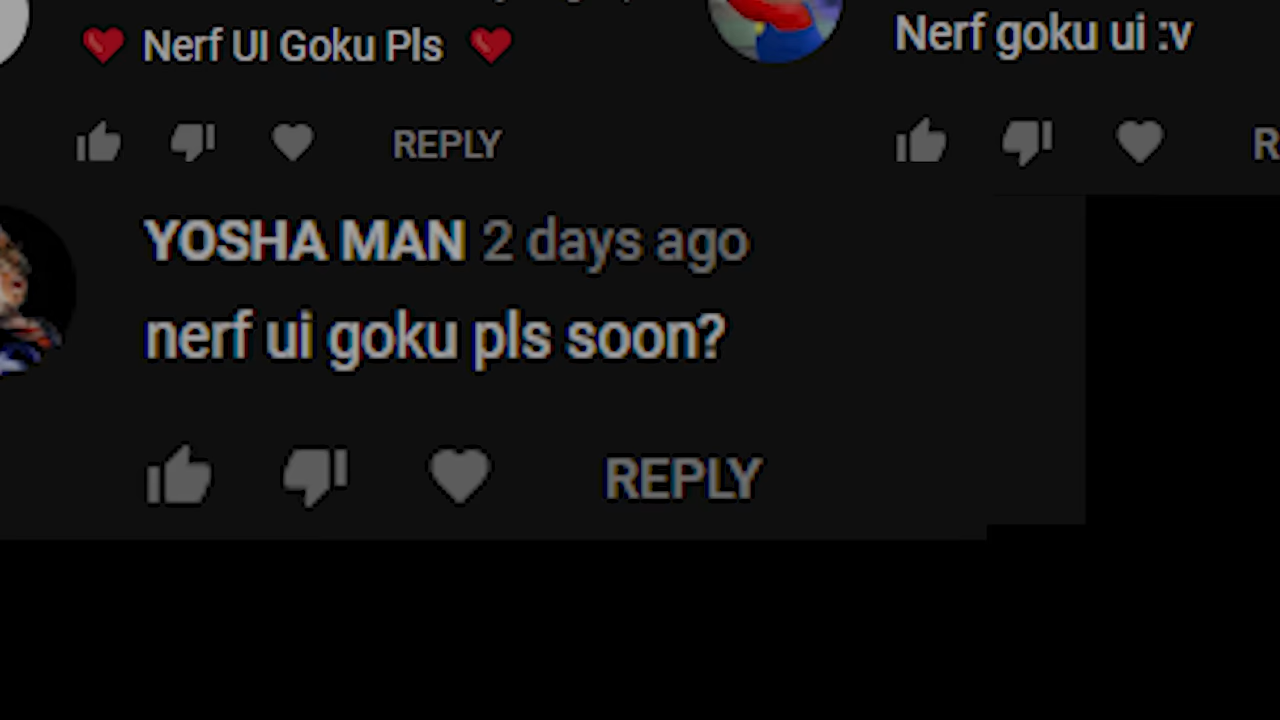 ❤️ Nerf UI Goku Pls ❤️
REPLY
Nerf goku ui :v
YOSHA MAN 2 days ago
nerf ui goku pls soon?
REPLY